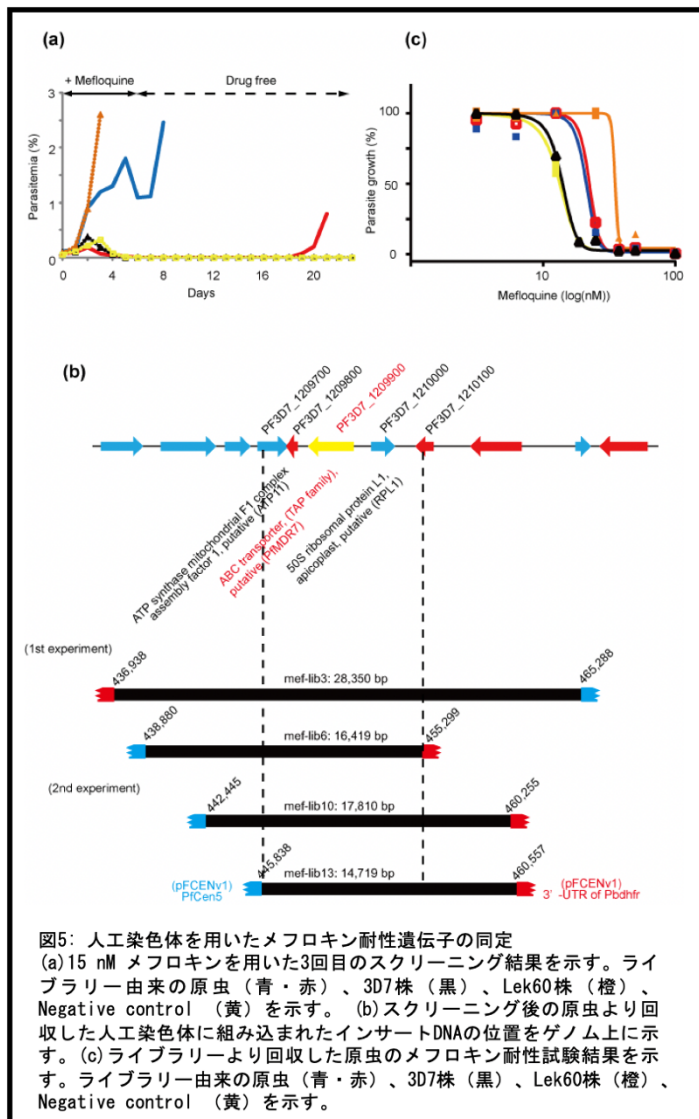 (a)
+ Mefloquine
Drug free
3
2
1
0
Parasitemia (%)
0
4
8
12
16
20
Days
(c)
100
50
0
Parasite growth (%)
10
100
Mefloquine (log(nM))
(b)
PF3D7_1209700
PF3D7_1209800
PF3D7_1209900
PF3D7_1210000
PF3D7_1210100
ATP synthase mitochondrial F1 complex
assembly factor 1, putative (ATP11)
ABC transporter, (TAP family),
putative (PfMDR7)
50S ribosomal protein L1,
apicoplast, putative (RPL1)
(1st experiment)
436,938
mef-lib3: 28,350 bp
465,288
438,880
mef-lib6: 16,419 bp
455,299
(2nd experiment)
442,445
mef-lib10: 17,810 bp
460,255
445,838
mef-lib13: 14,719 bp
460,557
(pFCENv1)
PfCen5
(pFCENv1)
3' -UTR of Pbdhfr
図5: 人工染色体を用いたメフロキン耐性遺伝子の同定
(a)15 nM メフロキンを用いた3回目のスクリーニング結果を示す。ライ
ブラリー由来の原虫（青・赤）、3D7株（黒）、Lek60株（橙）、
Negative control （黄）を示す。 (b)スクリーニング後の原虫より回
収した人工染色体に組み込まれたインサートDNAの位置をゲノム上に示
す。(c)ライブラリーより回収した原虫のメフロキン耐性試験結果を示
す。ライブラリー由来の原虫（青・赤）、3D7株（黒）、Lek60株（橙）、
Negative control （黄）を示す。